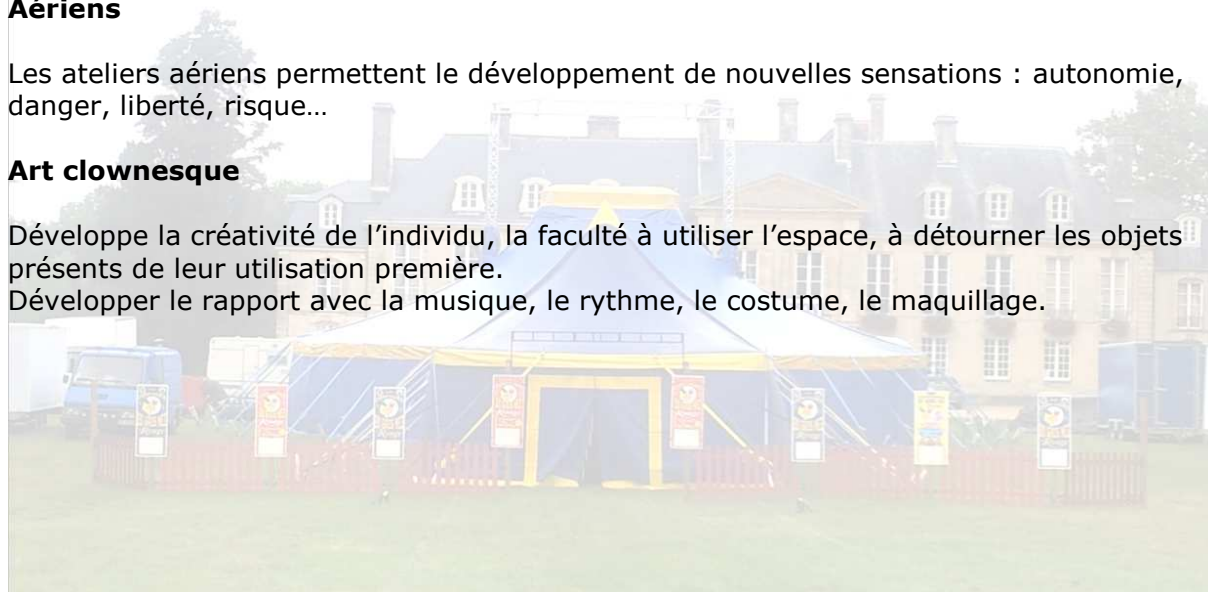 Aériens
Les ateliers aériens permettent le développement de nouvelles sensations : autonomie,
danger, liberté, risque…
Art clownesque
Développe la créativité de l’individu, la faculté à utiliser l’espace, à détourner les objets
présents de leur utilisation première.
Développer le rapport avec la musique, le rythme, le costume, le maquillage.